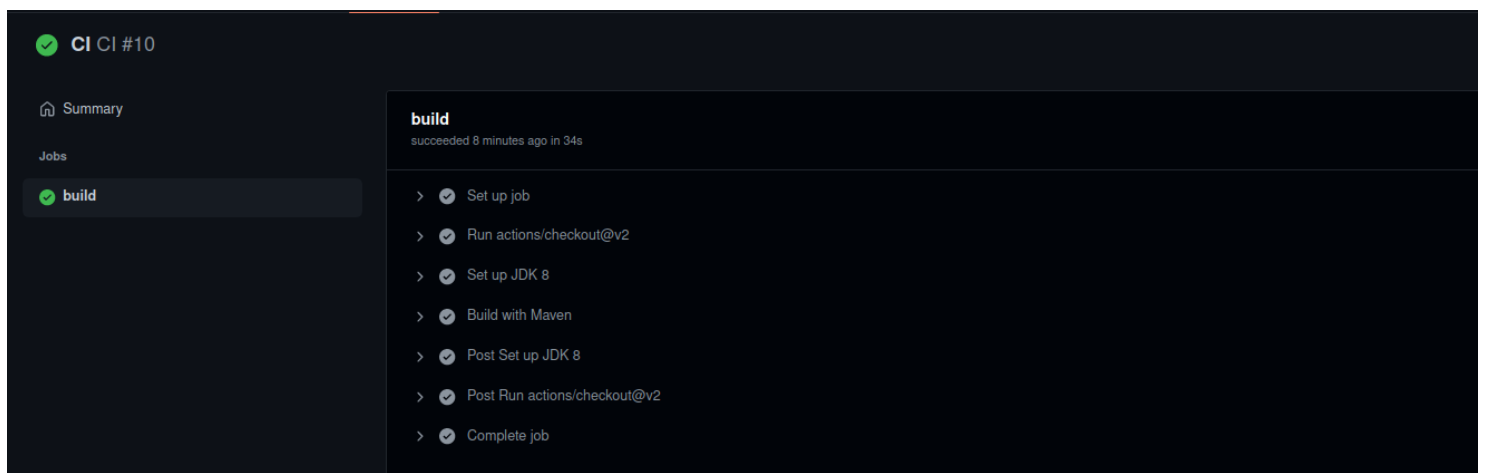 CI CI #10
Summary
Jobs
build
build
succeeded 8 minutes ago in 34s
Set up job
Run actions/checkout@v2
Set up JDK 8
Build with Maven
Post Set up JDK 8
Post Run actions/checkout@v2
Complete job